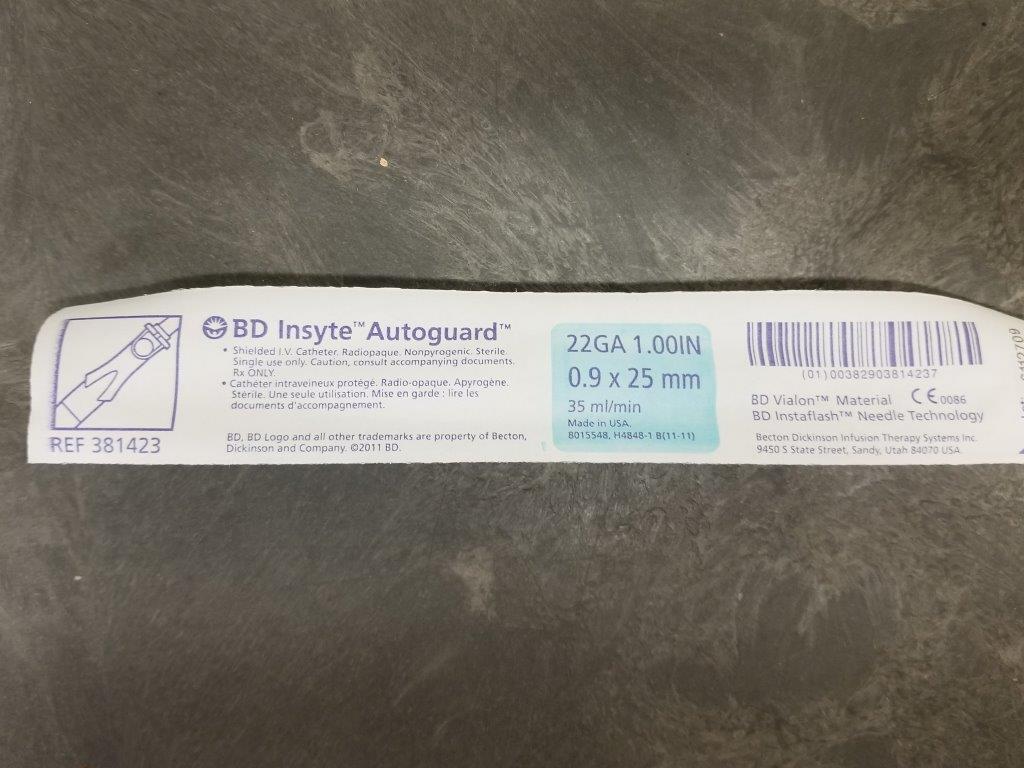 BD Insyte™ Autoguard™
• Shielded I.V. Catheter. Radiopaque. Nonpyrogenic. Sterile.
Single use only. Caution, consult accompanying documents.
Rx ONLY.
• Cathéter intraveineux protégé. Radio-opaque. Apyrogène.
Stérile. Une seule utilisation. Mise en garde : lire les
documents d'accompagnement.
REF 381423
BD, BD Logo and all other trademarks are property of Becton,
Dickinson and Company. ©2011 BD.
22GA 1.00IN
0.9 x 25 mm
35 ml/min
Made in USA.
8015548, H4848-1 B(11-11)
(01)00382903814237
BD Vialon™ Material CE 0086
BD Instaflash™ Needle Technology
Becton Dickinson Infusion Therapy Systems Inc.
9450 S State Street, Sandy, Utah 84070 USA.